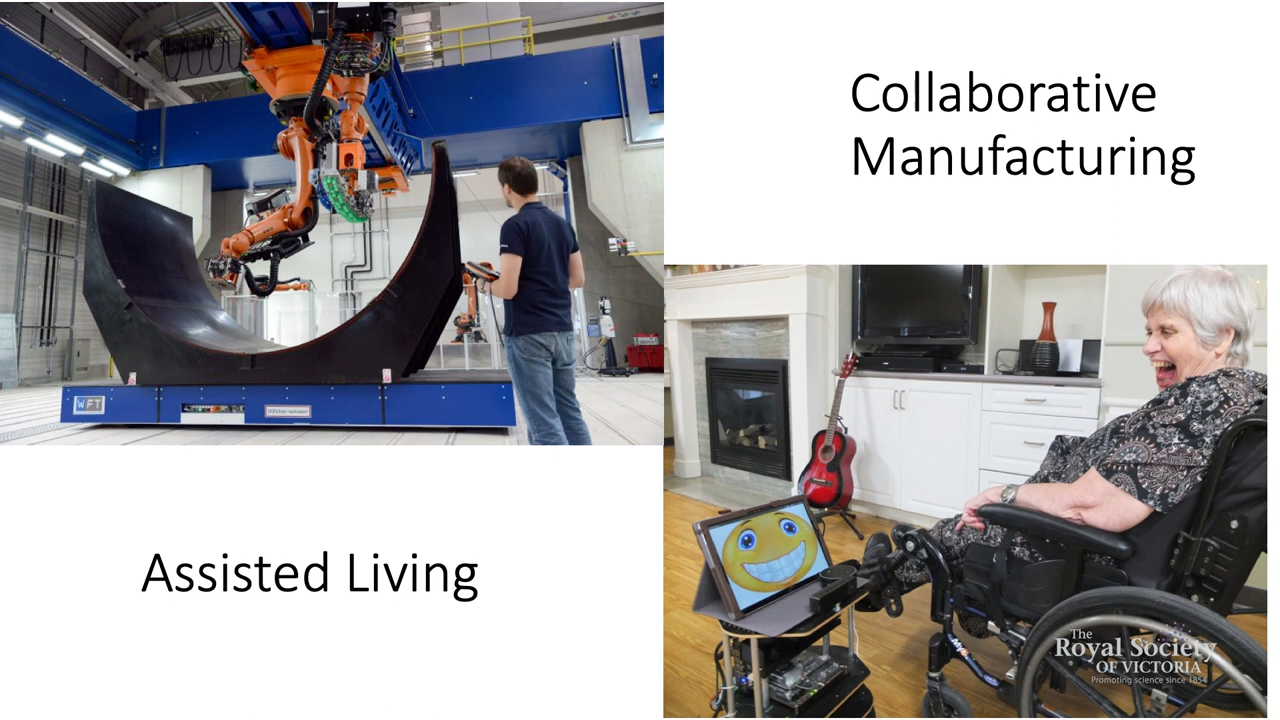 Collaborative
Manufacturing
WFT
Assisted Living
The
Royal Society
OF VICTORIA
Promoting science since 1854